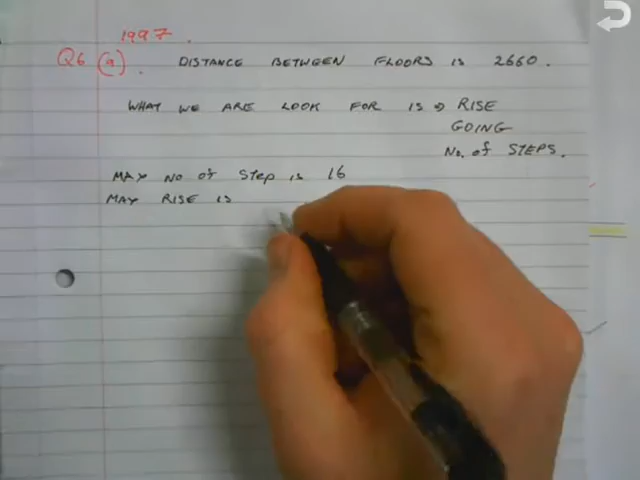 1997.
Q6 (a). DISTANCE BETWEEN FLOORS IS 2660.
WHAT WE ARE LOOK FOR IS → RISE
GOING
No. of STEPS.
MAX NO of STEP is 16
MAX RISE is